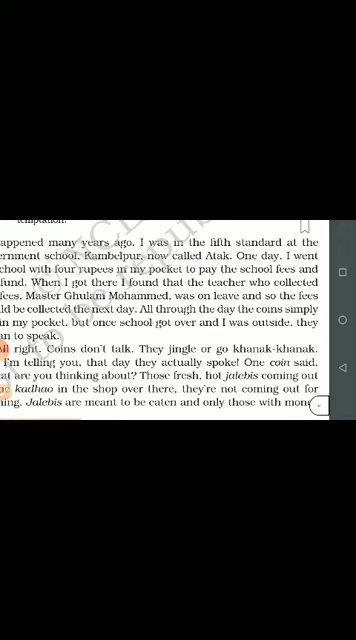 temptation.
appened many years ago. I was in the fifth standard at the
ernment school, Kambelpur, now called Atak. One day, I went
chool with four rupees in my pocket to pay the school fees and
fund. When I got there I found that the teacher who collected
fees, Master Ghulam Mohammed, was on leave and so the fees
ld be collected the next day. All through the day the coins simply
in my pocket, but once school got over and I was outside, they
an to speak.
All right. Coins don't talk. They jingle or go khanak-khanak.
I'm telling you, that day they actually spoke! One coin said,
at are you thinking about? Those fresh, hot jalebis coming out
kadhao in the shop over there, they're not coming out for
ning. Jalebis are meant to be eaten and only those with mone